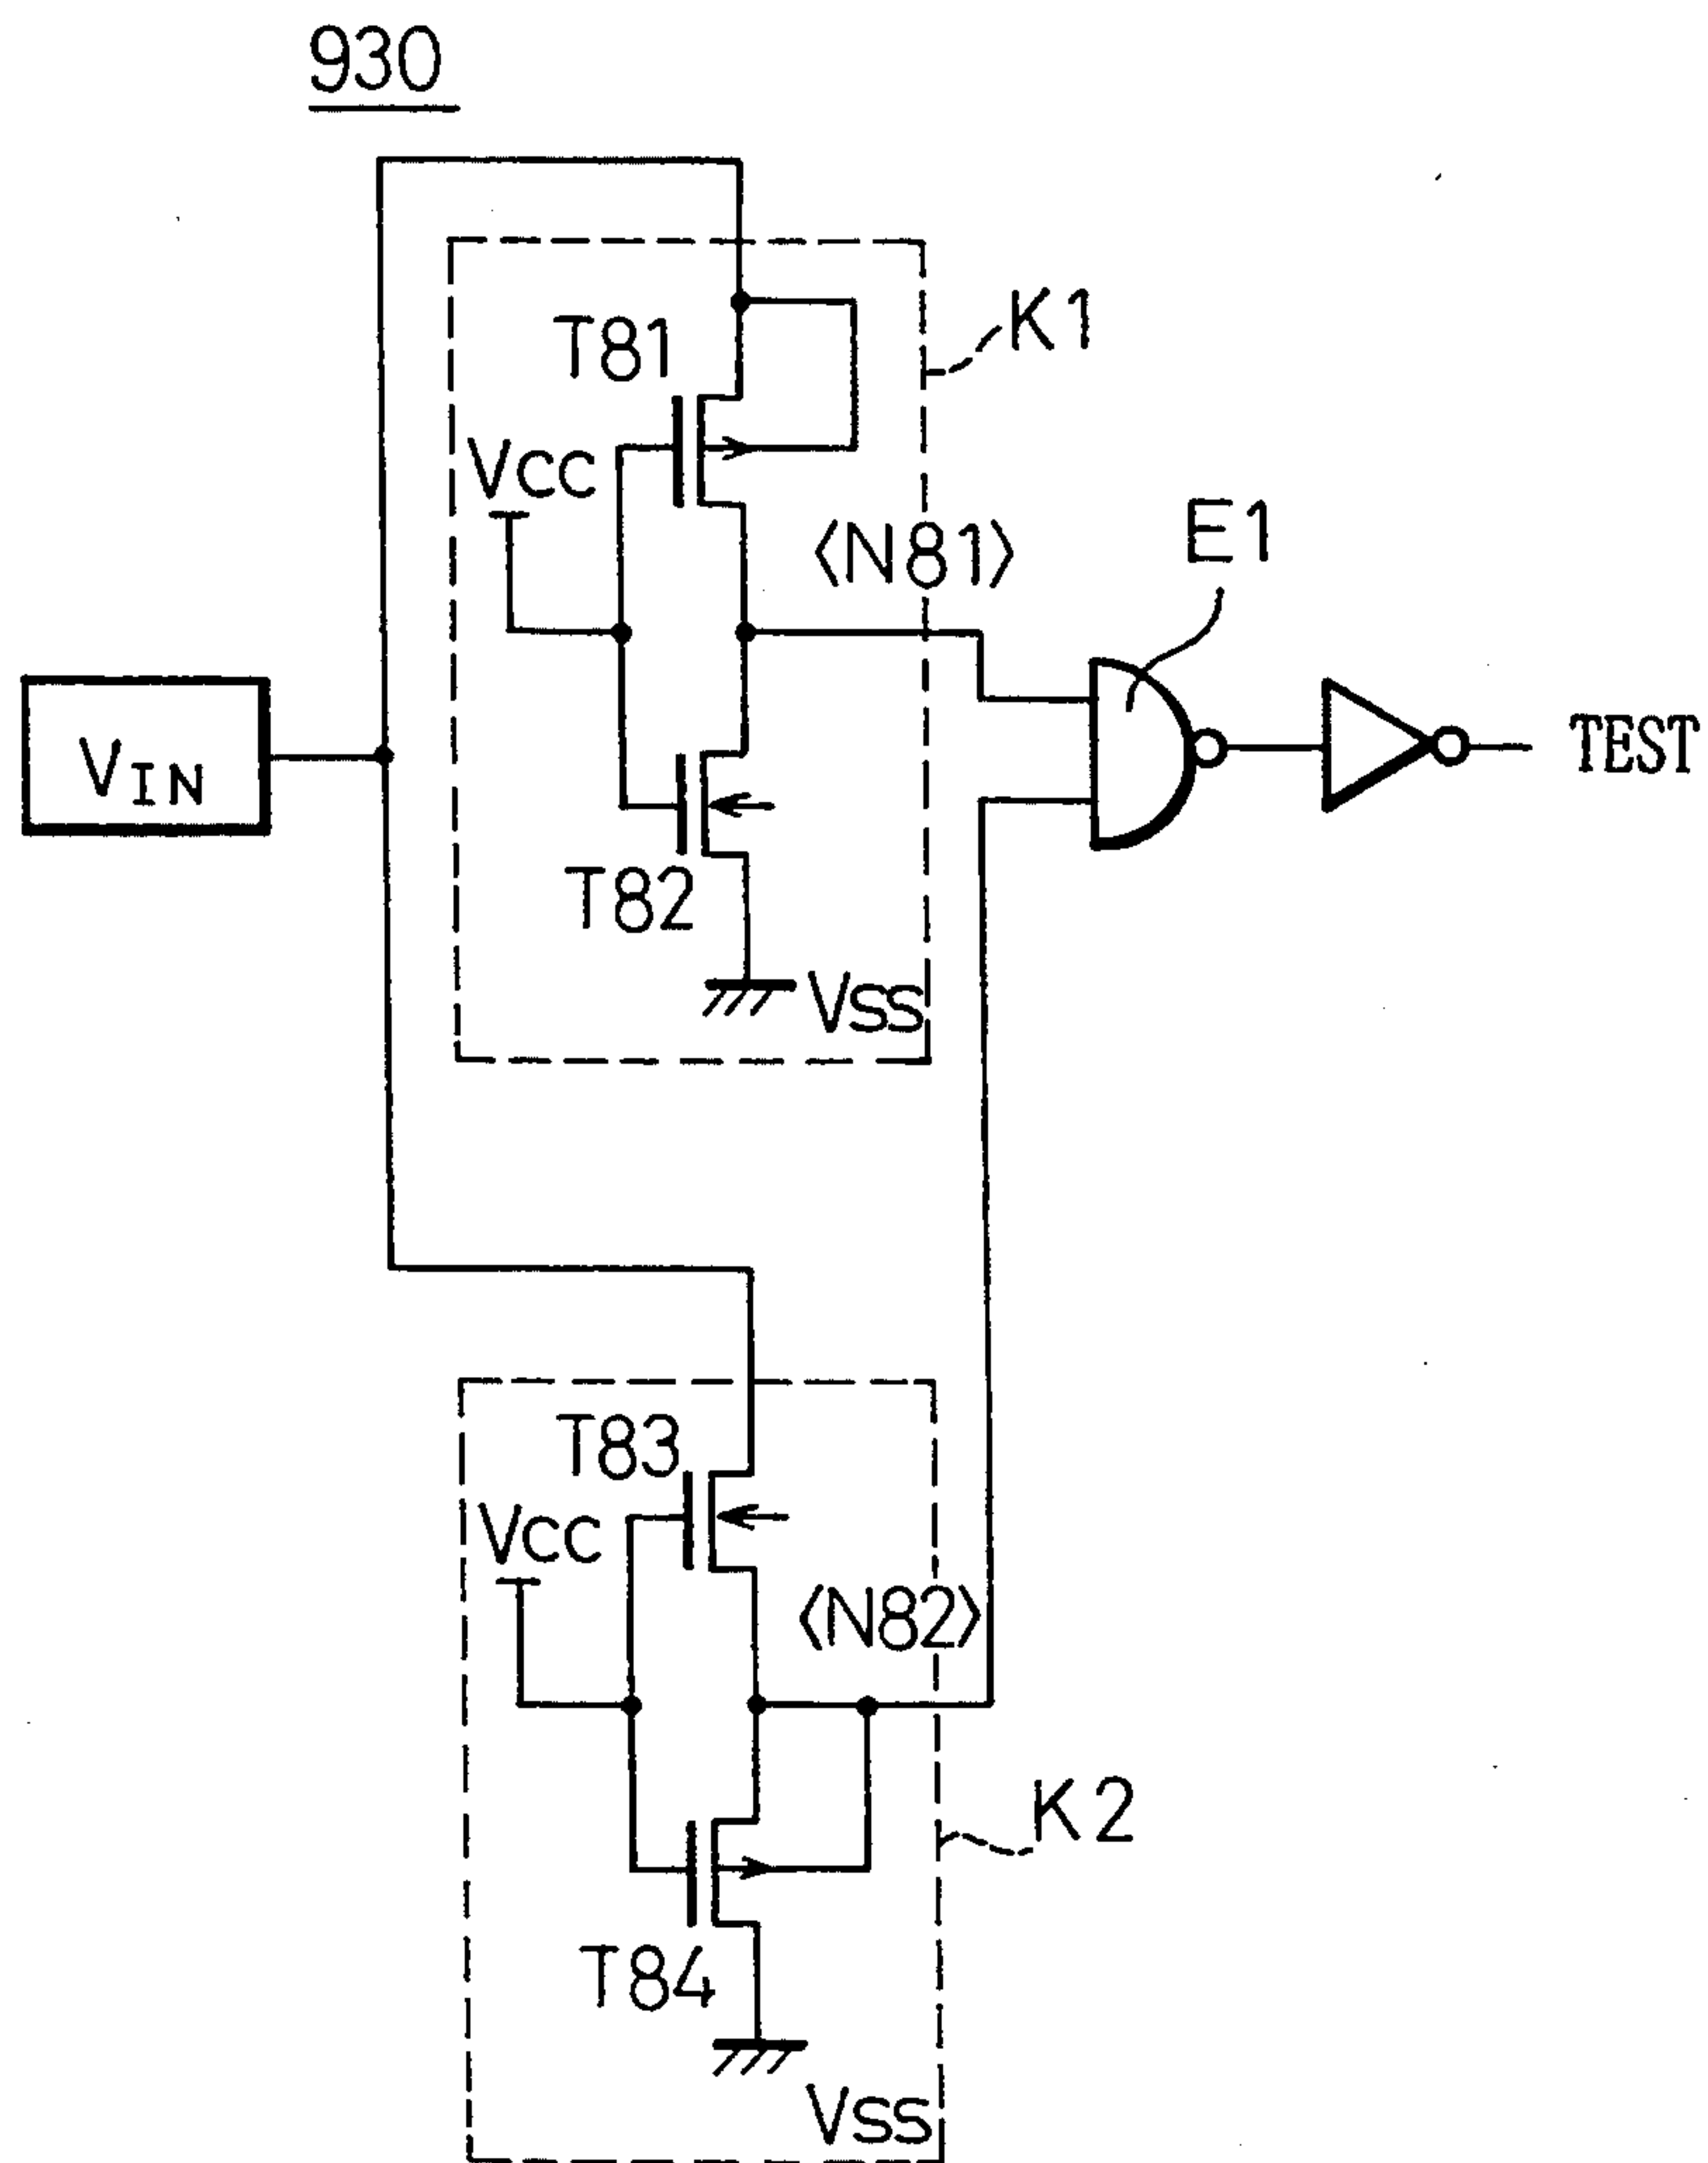 930
K1
T81
VCC
⟨N81⟩
E1
VIN
TEST
T82
VSS
T83
VCC
⟨N82⟩
K2
T84
VSS